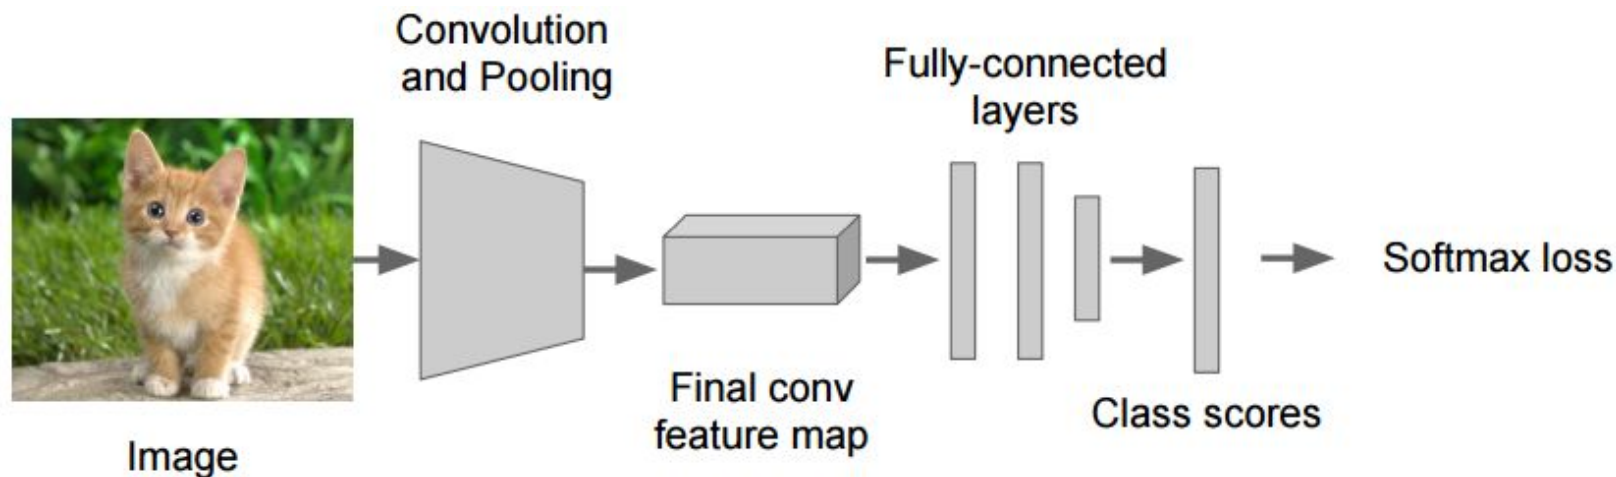 Convolution
and Pooling
Fully-connected
layers
Softmax loss
Final conv
feature map
Class scores
Image